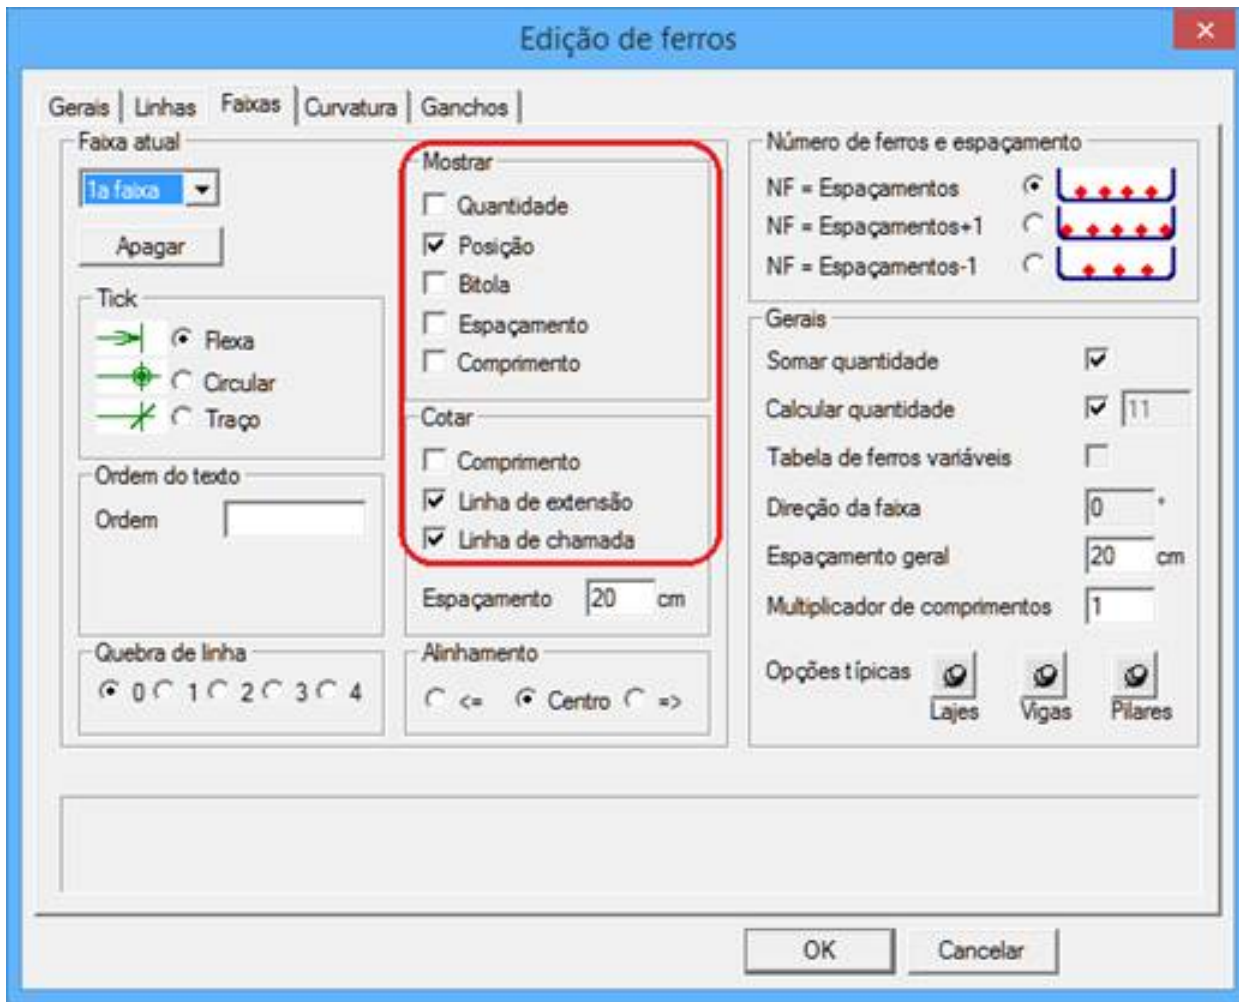 Edição de ferros
Gerais
Linhas
Faixas
Curvatura
Ganchos
Faixa atual
1a faixa
Apagar
Tick
Flexa
Circular
Traço
Ordem do texto
Ordem
Quebra de linha
0 1 2 3 4
Mostrar
Quantidade
Posição
Bitola
Espaçamento
Comprimento
Cotar
Comprimento
Linha de extensão
Linha de chamada
Espaçamento 20 cm
Alinhamento
<= Centro =>
Número de ferros e espaçamento
NF = Espaçamentos
NF = Espaçamentos+1
NF = Espaçamentos-1
Gerais
Somar quantidade
Calcular quantidade 11
Tabela de ferros variáveis
Direção da faixa 0 °
Espaçamento geral 20 cm
Multiplicador de comprimentos 1
Opções típicas
Lajes Vigas Pilares
OK
Cancelar